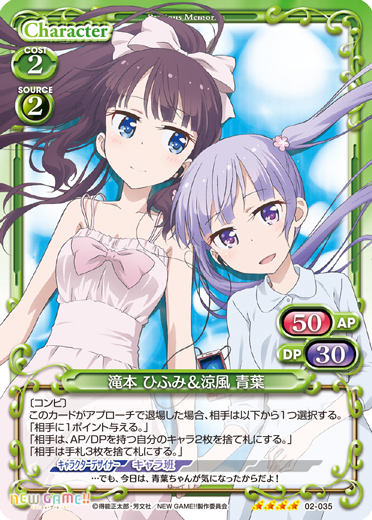 Precious Memories
Character
COST
2
SOURCE
2
50 AP
DP 30
滝本 ひふみ&涼風 青葉
[コンビ]
このカードがアプローチで退場した場合、相手は以下から1つ選択する。
「相手に1ポイント与える。」
「相手は、AP/DPを持つ自分のキャラ2枚を捨て札にする。」
「相手は手札3枚を捨て札にする。」
キャラクターデザイナー キャラ班
…でも、今日は、青葉ちゃんが気になったからだよ!
NEW GAME!!
©得能正太郎・芳文社/NEW GAME!!製作委員会
02-035